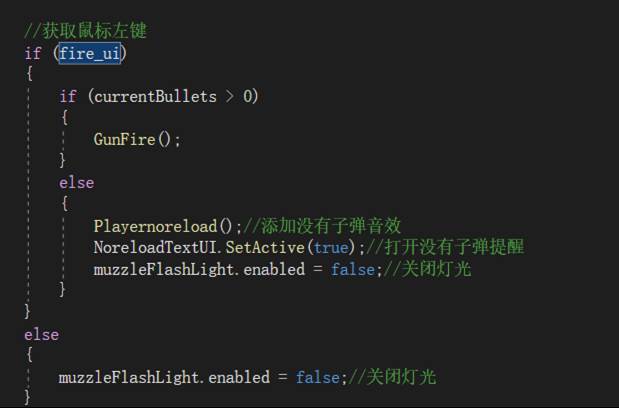 //获取鼠标左键
if (fire_ui)
{
if (currentBullets > 0)
{
GunFire();
}
else
{
Playernoreload();//添加没有子弹音效
NoreloadTextUI.SetActive(true);//打开没有子弹提醒
muzzleFlashLight.enabled = false;//关闭灯光
}
}
else
{
muzzleFlashLight.enabled = false;//关闭灯光
}